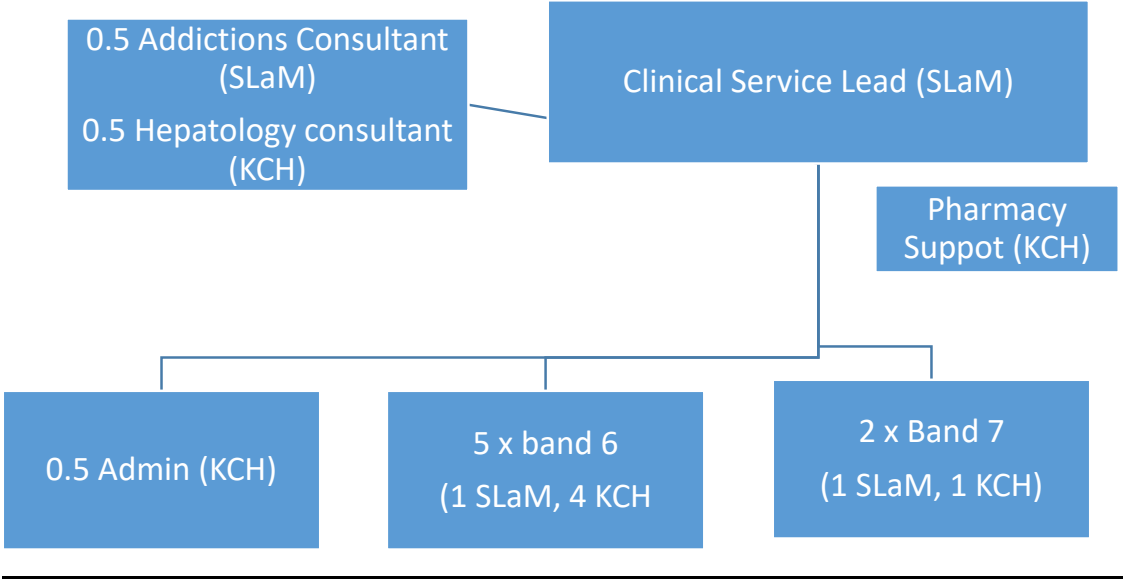 0.5 Addictions Consultant
(SLaM)
0.5 Hepatology consultant
(KCH)
Clinical Service Lead (SLaM)
Pharmacy
Suppot (KCH)
0.5 Admin (KCH)
5 x band 6
(1 SLaM, 4 KCH
2 x Band 7
(1 SLaM, 1 KCH)